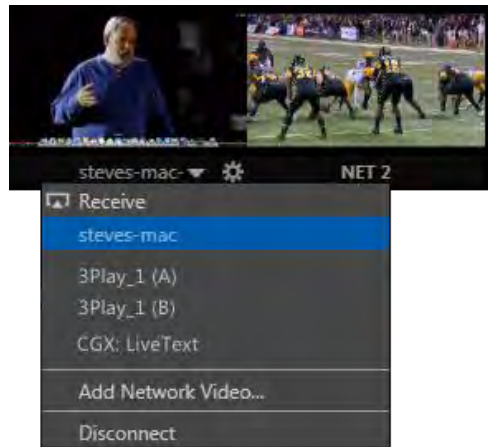 steves-mac-
NET 2
Receive
steves-mac
3Play_1 (A)
3Play_1 (B)
CGX: LiveText
Add Network Video...
Disconnect